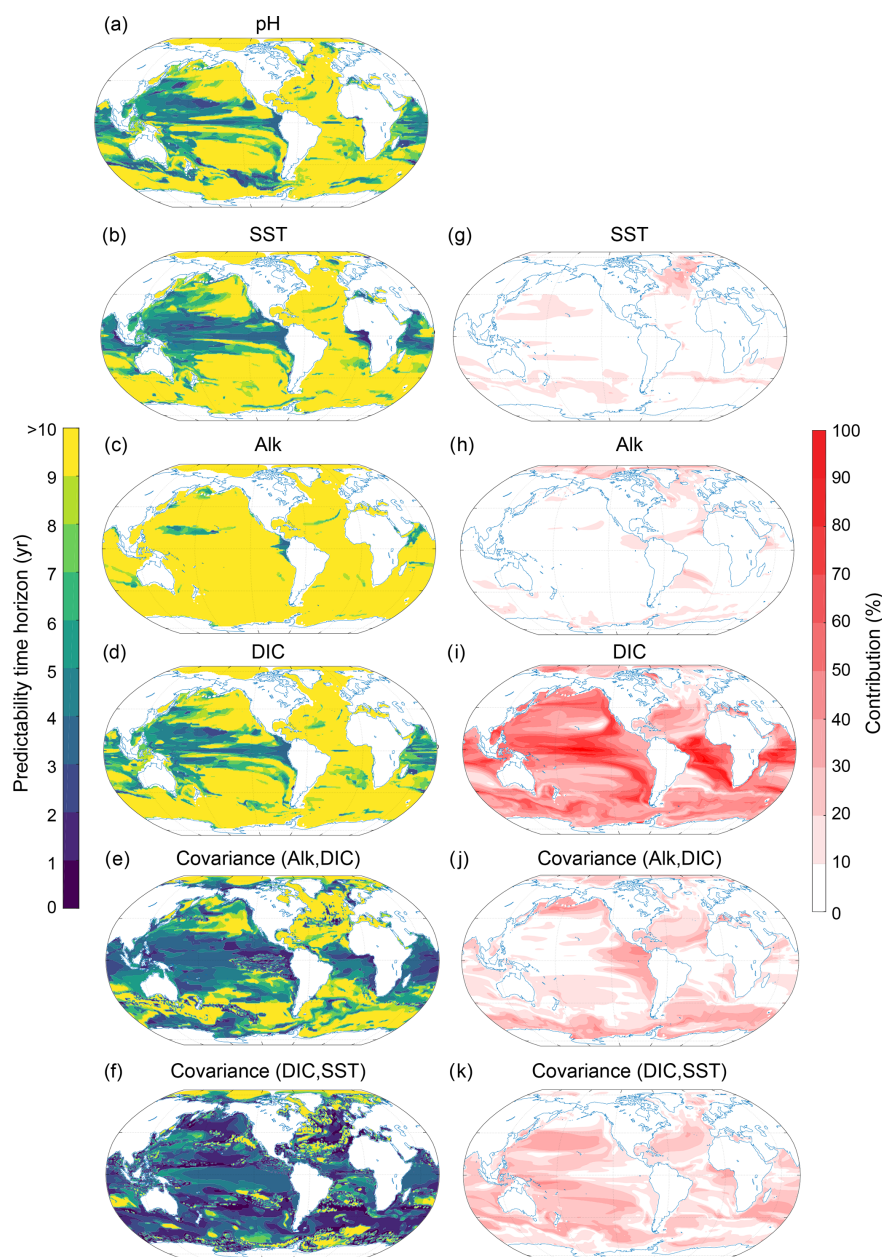 (a)
pH
(b)
SST
(g)
SST
(c)
Alk
(h)
Alk
(d)
DIC
(i)
DIC
(e)
Covariance (Alk,DIC)
(j)
Covariance (Alk,DIC)
(f)
Covariance (DIC,SST)
(k)
Covariance (DIC,SST)
Predictability time horizon (yr)
>10
9
8
7
6
5
4
3
2
1
0
Contribution (%)
100
90
80
70
60
50
40
30
20
10
0